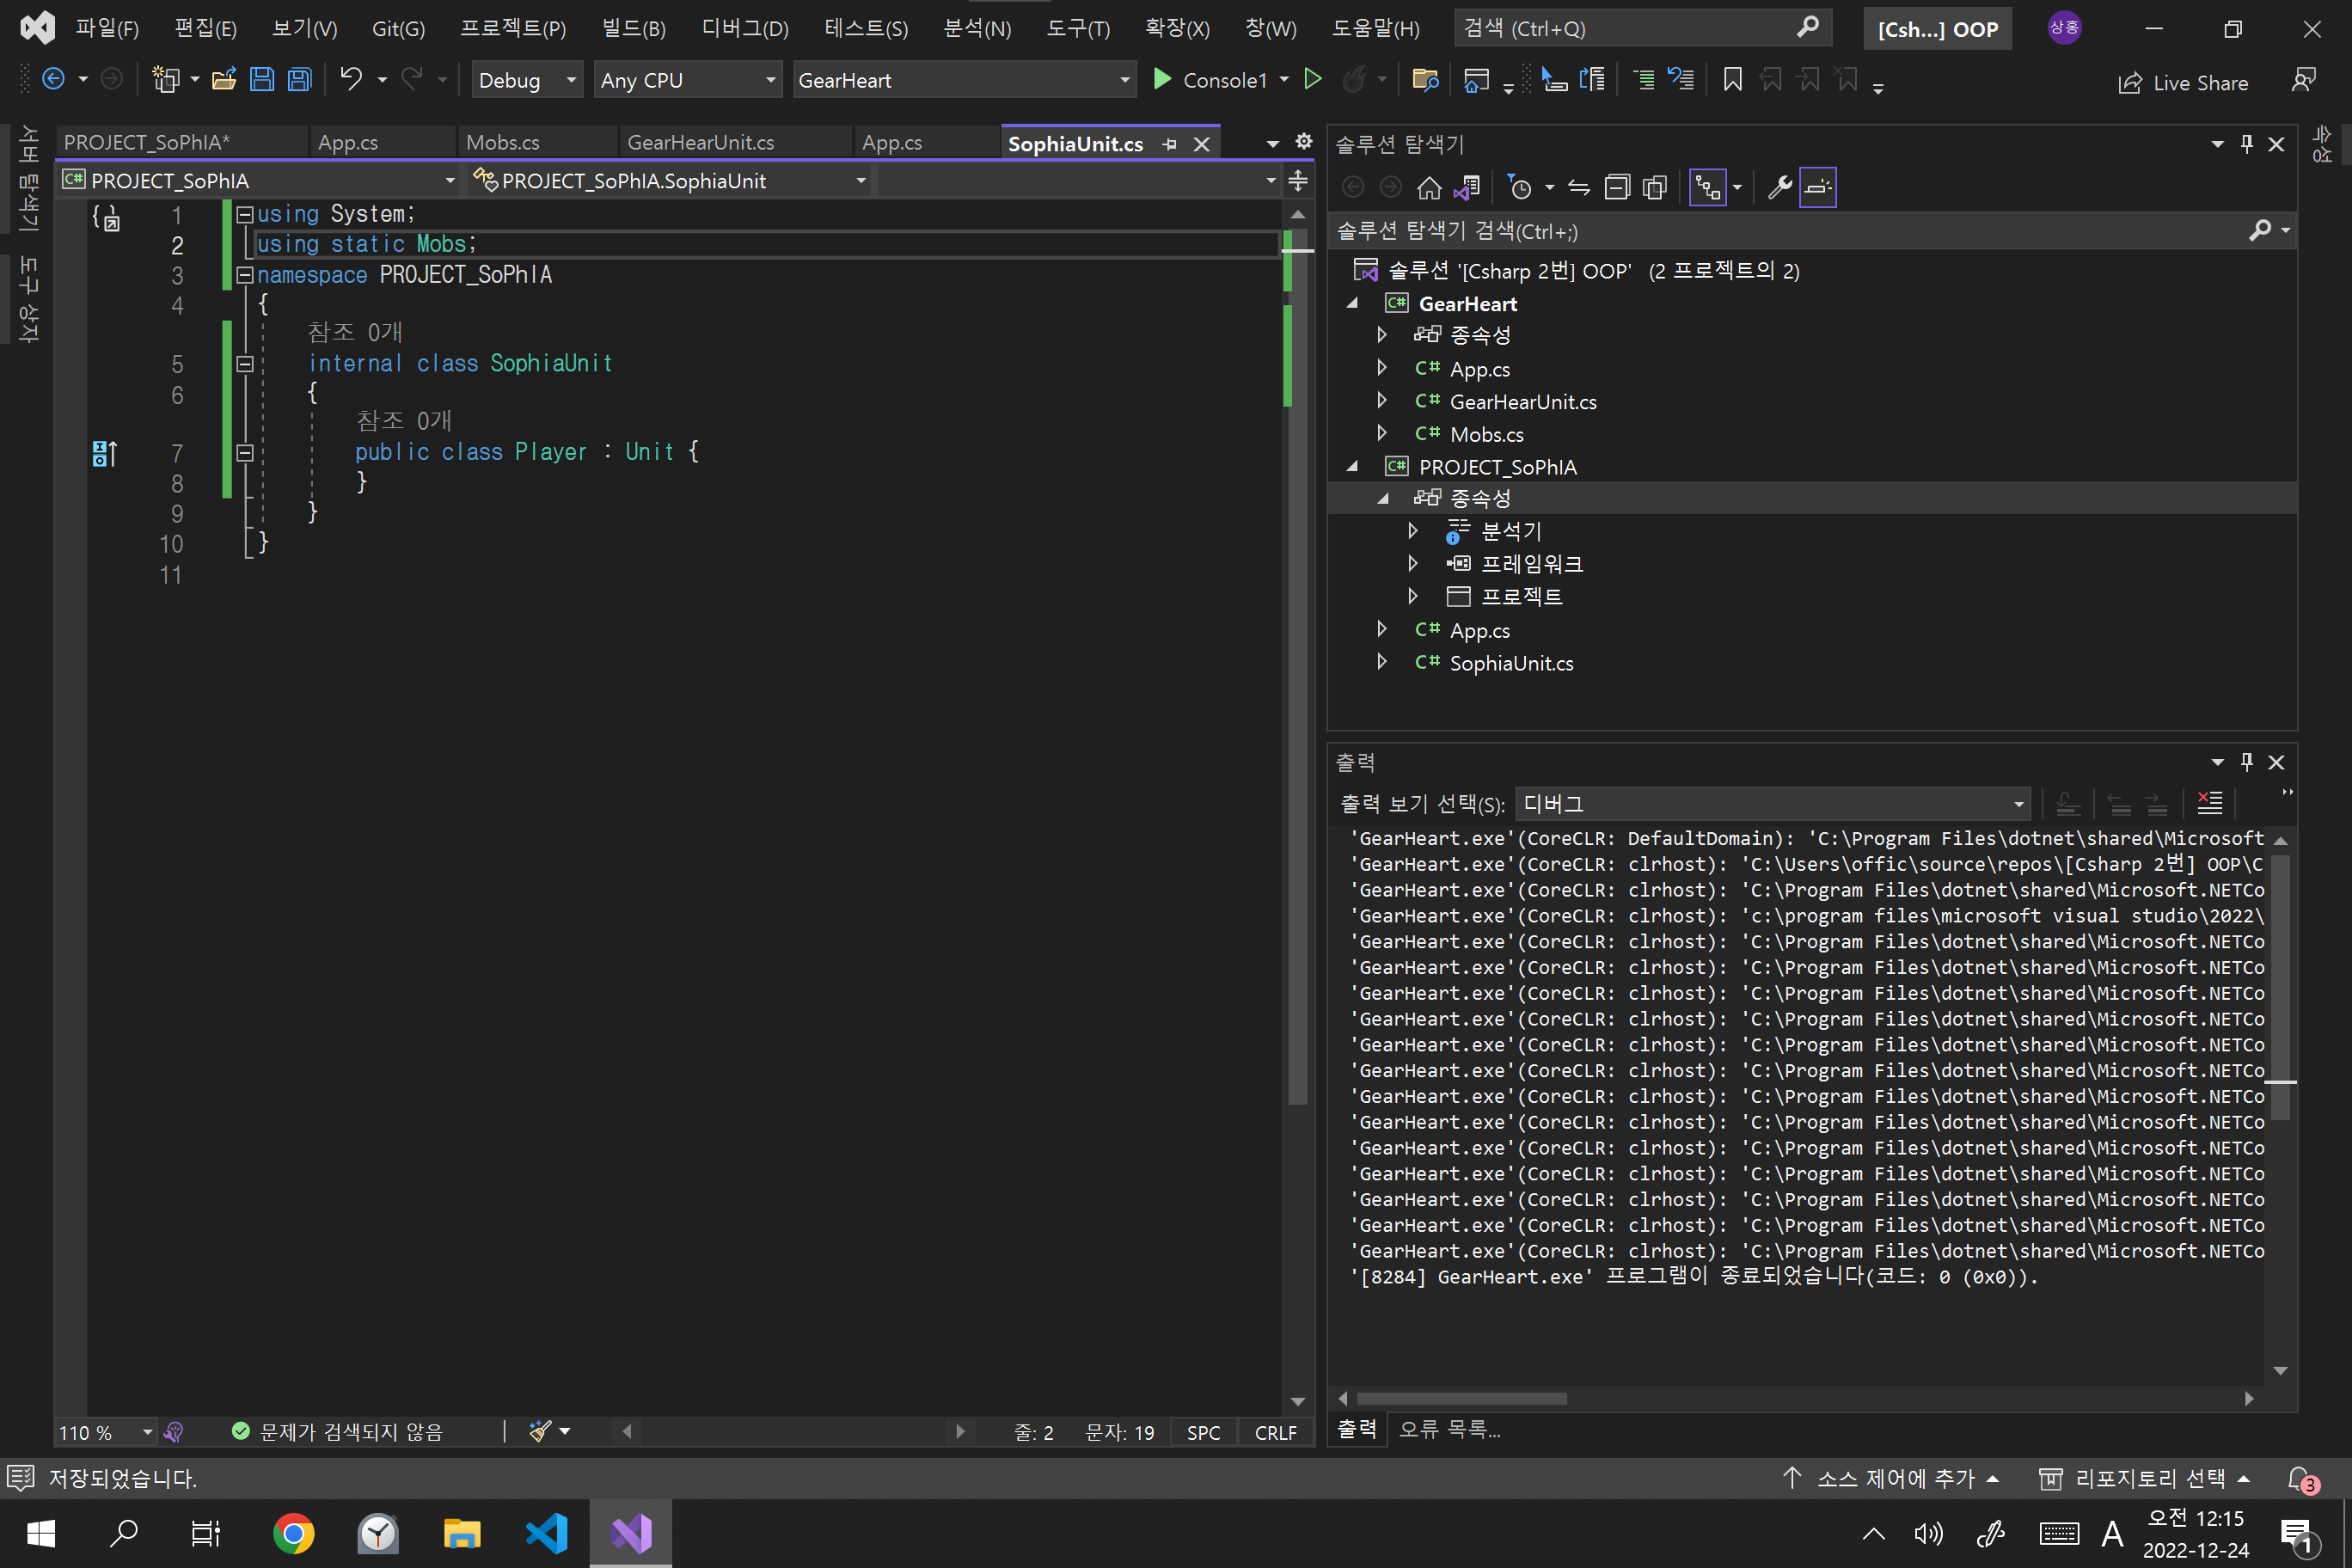 파일(F) 편집(E) 보기(V) Git(G) 프로젝트(P) 빌드(B) 디버그(D) 테스트(S) 분석(N) 도구(T) 확장(X) 창(W) 도움말(H) 검색 (Ctrl+Q) [Csh...] OOP 상홍
Debug Any CPU GearHeart Console1 Live Share
서버 탐색기
도구 상자
속성
PROJECT_SoPhIA* App.cs Mobs.cs GearHearUnit.cs App.cs SophiaUnit.cs
C# PROJECT_SoPhIA PROJECT_SoPhIA.SophiaUnit
1 using System;
2 using static Mobs;
3 namespace PROJECT_SoPhIA
4 {
참조 0개
5 internal class SophiaUnit
6 {
참조 0개
7 public class Player : Unit {
8 }
9 }
10 }
11
110 % 문제가 검색되지 않음 줄: 2 문자: 19 SPC CRLF
솔루션 탐색기
솔루션 탐색기 검색(Ctrl+;)
솔루션 '[Csharp 2번] OOP' (2 프로젝트의 2)
C# GearHeart
종속성
C# App.cs
C# GearHearUnit.cs
C# Mobs.cs
C# PROJECT_SoPhIA
종속성
분석기
프레임워크
프로젝트
C# App.cs
C# SophiaUnit.cs
출력
출력 보기 선택(S): 디버그
'GearHeart.exe'(CoreCLR: DefaultDomain): 'C:\Program Files\dotnet\shared\Microsoft
'GearHeart.exe'(CoreCLR: clrhost): 'C:\Users\offic\source\repos\[Csharp 2번] OOP\C
'GearHeart.exe'(CoreCLR: clrhost): 'C:\Program Files\dotnet\shared\Microsoft.NETCo
'GearHeart.exe'(CoreCLR: clrhost): 'c:\program files\microsoft visual studio\2022\
'GearHeart.exe'(CoreCLR: clrhost): 'C:\Program Files\dotnet\shared\Microsoft.NETCo
'GearHeart.exe'(CoreCLR: clrhost): 'C:\Program Files\dotnet\shared\Microsoft.NETCo
'GearHeart.exe'(CoreCLR: clrhost): 'C:\Program Files\dotnet\shared\Microsoft.NETCo
'GearHeart.exe'(CoreCLR: clrhost): 'C:\Program Files\dotnet\shared\Microsoft.NETCo
'GearHeart.exe'(CoreCLR: clrhost): 'C:\Program Files\dotnet\shared\Microsoft.NETCo
'GearHeart.exe'(CoreCLR: clrhost): 'C:\Program Files\dotnet\shared\Microsoft.NETCo
'GearHeart.exe'(CoreCLR: clrhost): 'C:\Program Files\dotnet\shared\Microsoft.NETCo
'GearHeart.exe'(CoreCLR: clrhost): 'C:\Program Files\dotnet\shared\Microsoft.NETCo
'GearHeart.exe'(CoreCLR: clrhost): 'C:\Program Files\dotnet\shared\Microsoft.NETCo
'GearHeart.exe'(CoreCLR: clrhost): 'C:\Program Files\dotnet\shared\Microsoft.NETCo
'GearHeart.exe'(CoreCLR: clrhost): 'C:\Program Files\dotnet\shared\Microsoft.NETCo
'GearHeart.exe'(CoreCLR: clrhost): 'C:\Program Files\dotnet\shared\Microsoft.NETCo
'GearHeart.exe'(CoreCLR: clrhost): 'C:\Program Files\dotnet\shared\Microsoft.NETCo
'[8284] GearHeart.exe' 프로그램이 종료되었습니다(코드: 0 (0x0)).
출력 오류 목록...
저장되었습니다. 소스 제어에 추가 리포지토리 선택 3
A 오전 12:15
2022-12-24 1